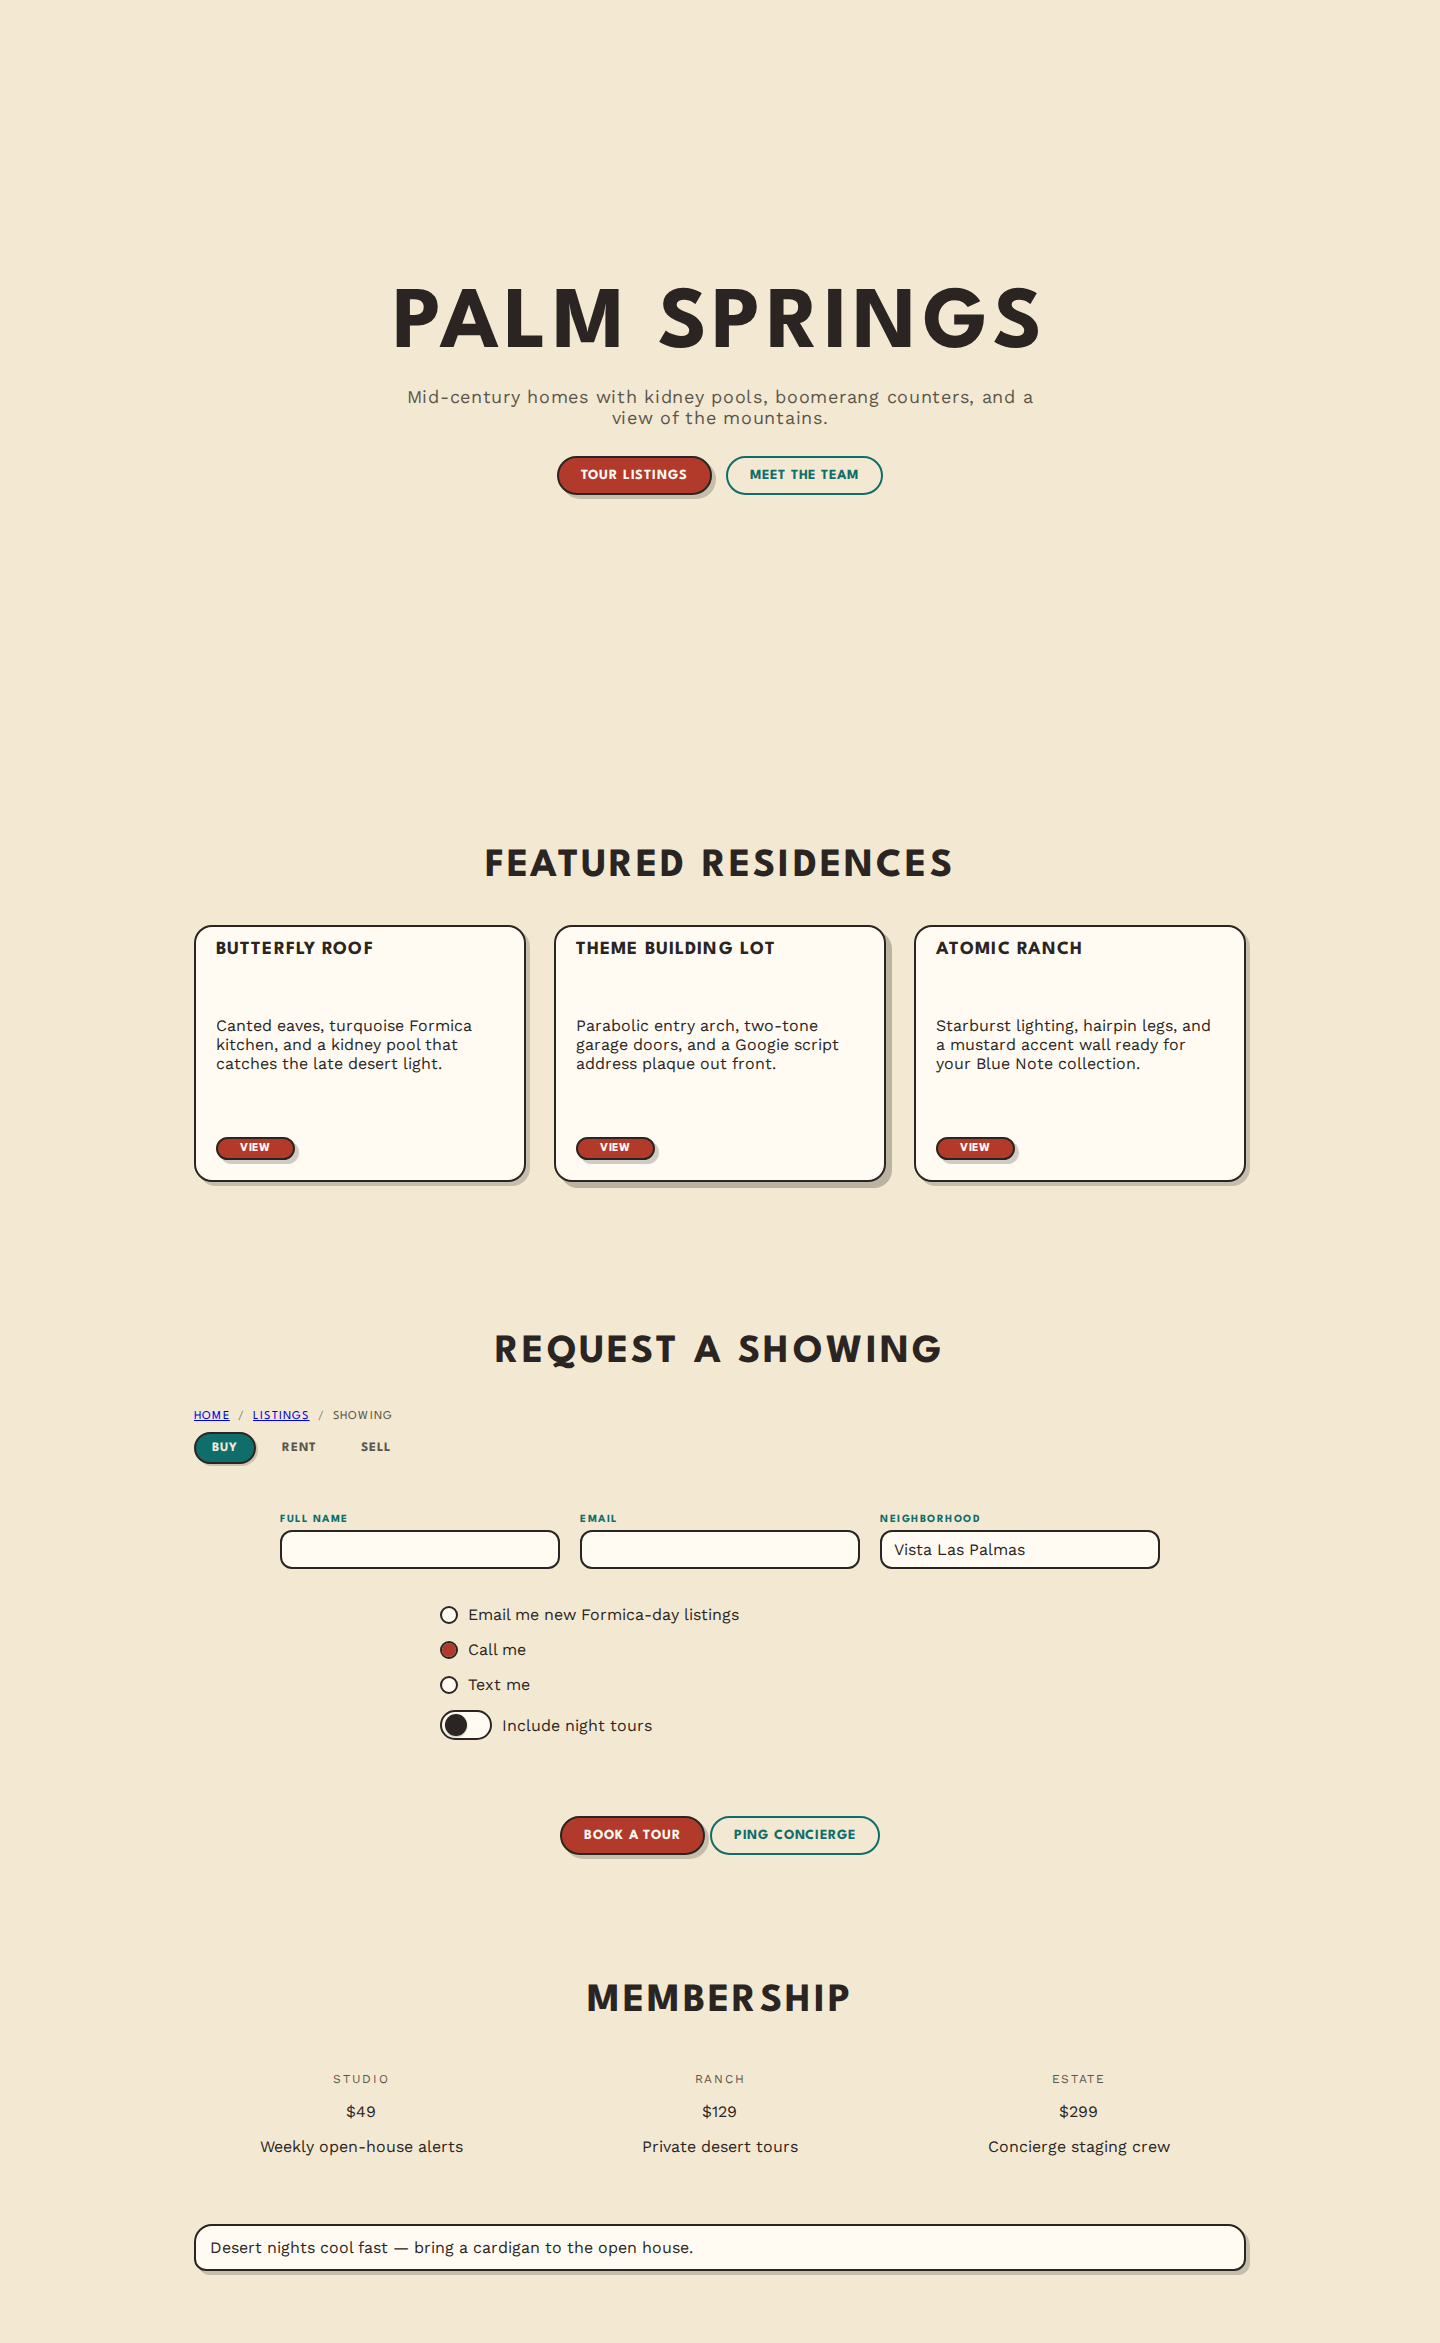 PALM SPRINGS
Mid-century homes with kidney pools, boomerang counters, and a
view of the mountains.
TOUR LISTINGS
MEET THE TEAM
FEATURED RESIDENCES
BUTTERFLY ROOF
Canted eaves, turquoise Formica
kitchen, and a kidney pool that
catches the late desert light.
VIEW
THEME BUILDING LOT
Parabolic entry arch, two-tone
garage doors, and a Googie script
address plaque out front.
VIEW
ATOMIC RANCH
Starburst lighting, hairpin legs, and
a mustard accent wall ready for
your Blue Note collection.
VIEW
REQUEST A SHOWING
HOME / LISTINGS / SHOWING
BUY RENT SELL
FULL NAME
EMAIL
NEIGHBORHOOD
Vista Las Palmas
Email me new Formica-day listings
Call me
Text me
Include night tours
BOOK A TOUR
PING CONCIERGE
MEMBERSHIP
STUDIO
$49
Weekly open-house alerts
RANCH
$129
Private desert tours
ESTATE
$299
Concierge staging crew
Desert nights cool fast — bring a cardigan to the open house.